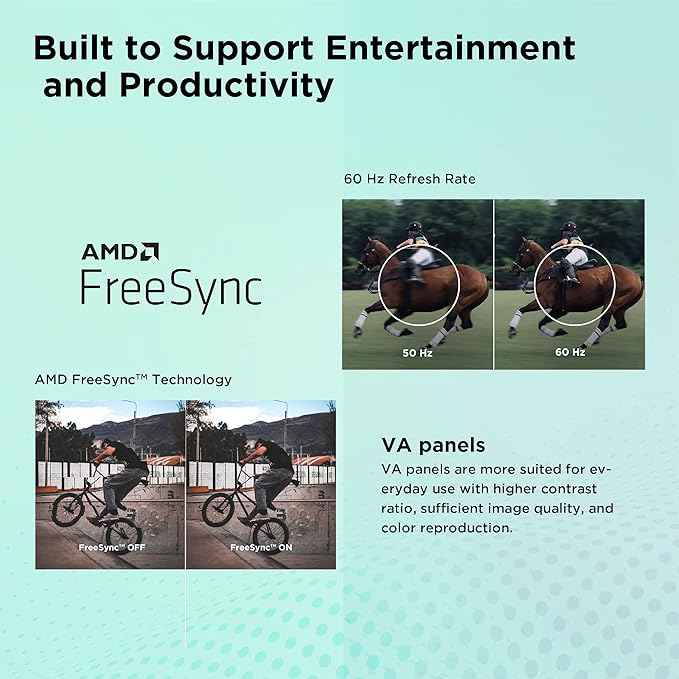 Built to Support Entertainment
and Productivity
60 Hz Refresh Rate
AMD
FreeSync
50 Hz
60 Hz
AMD FreeSync™ Technology
FreeSync™ OFF
FreeSync™ ON
VA panels
VA panels are more suited for ev-
eryday use with higher contrast
ratio, sufficient image quality, and
color reproduction.